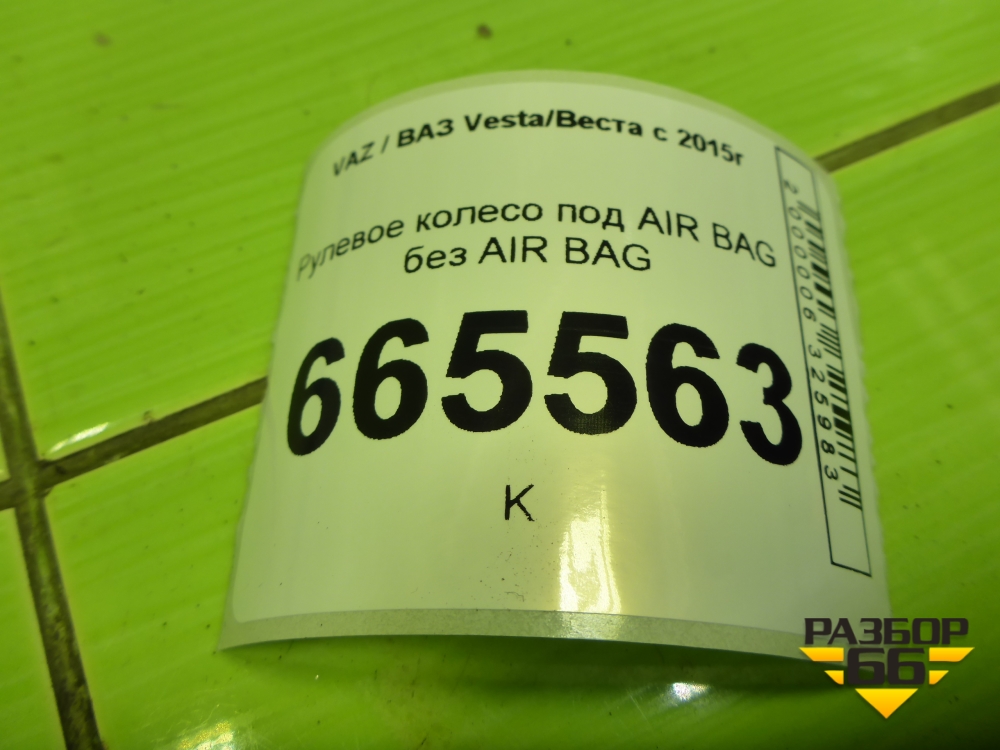 VAZ / ВАЗ Vesta/Веста с 2015г
Рулевое колесо под AIR BAG
без AIR BAG
665563
К
2000006325983
РАЗБОР
66